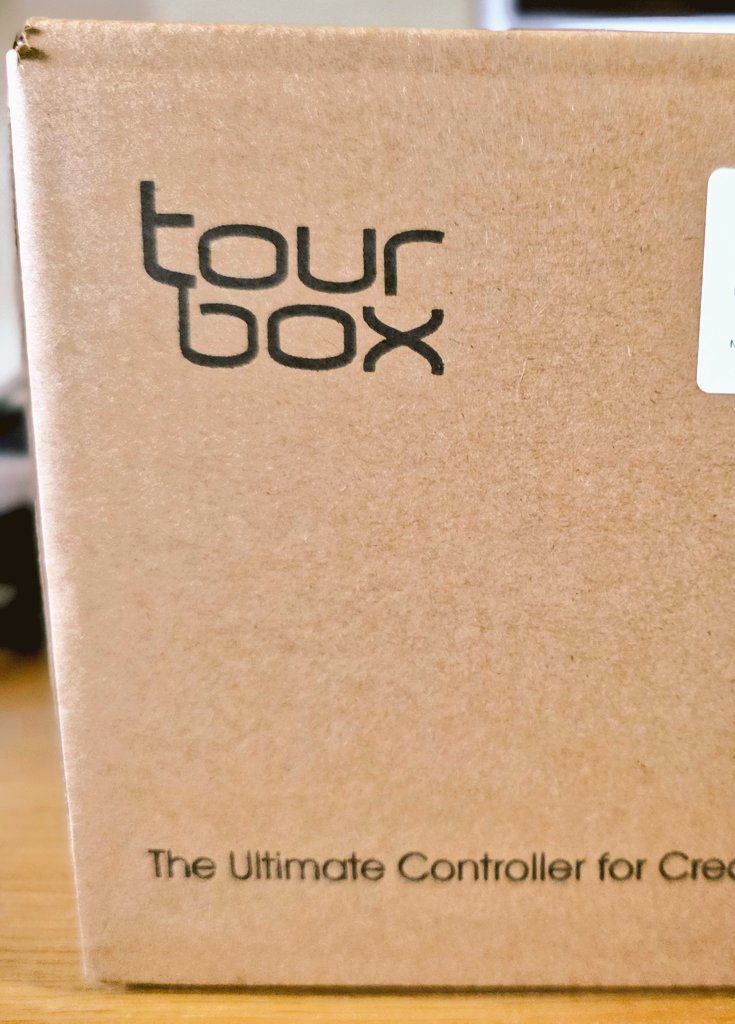 tour
box
The Ultimate Controller for